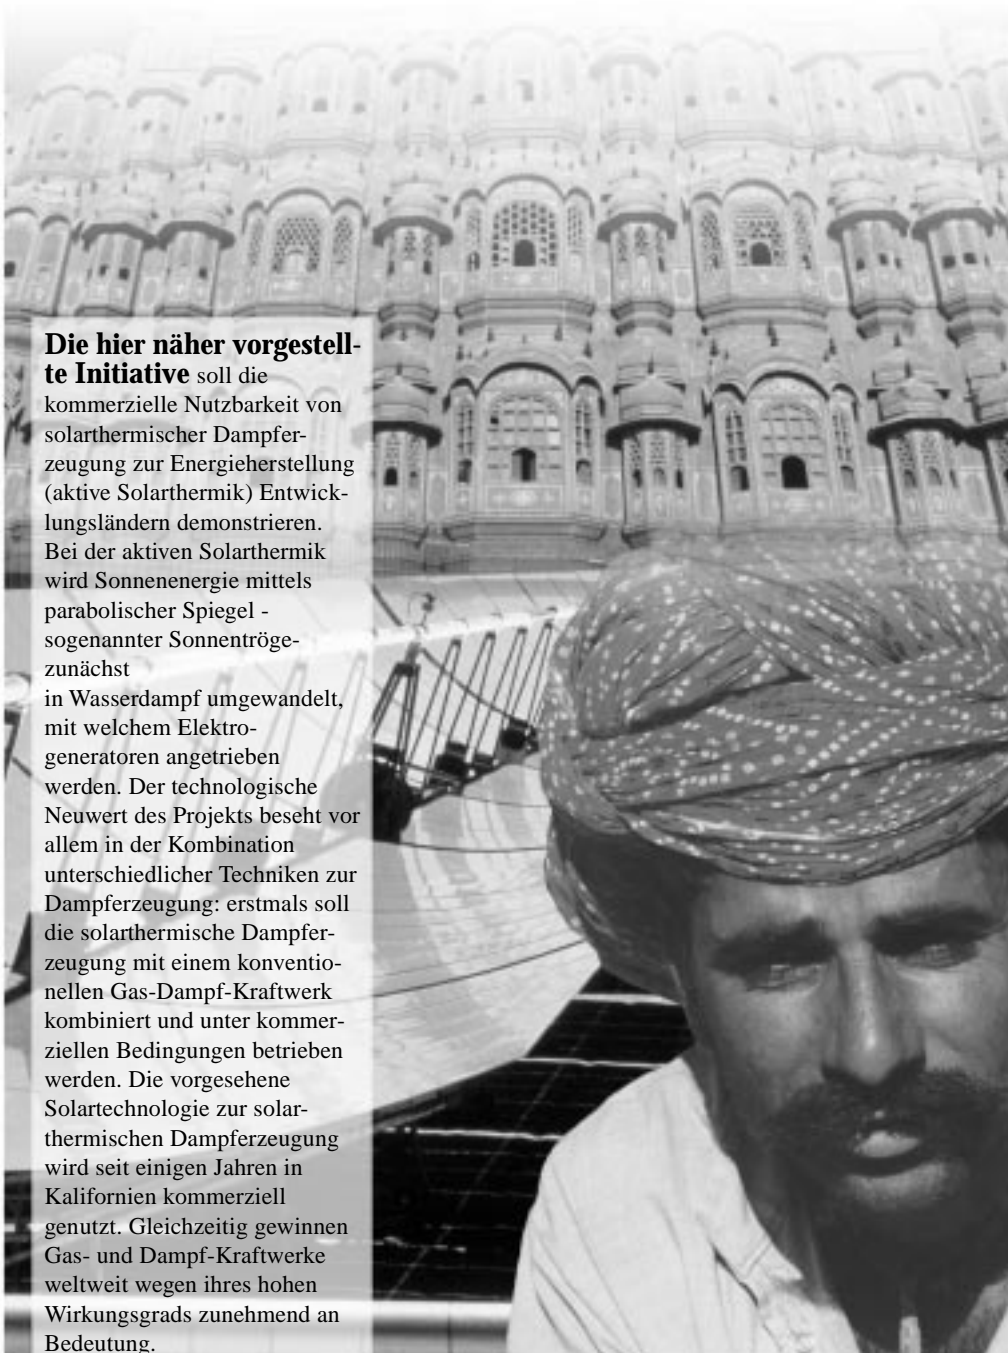 Die hier näher vorgestell-
te Initiative soll die
kommerzielle Nutzbarkeit von
solarthermischer Dampfer-
zeugung zur Energieherstellung
(aktive Solarthermik) Entwick-
lungsländern demonstrieren.
Bei der aktiven Solarthermik
wird Sonnenenergie mittels
parabolischer Spiegel -
sogenannter Sonnentröge-
zunächst
in Wasserdampf umgewandelt,
mit welchem Elektro-
generatoren angetrieben
werden. Der technologische
Neuwert des Projekts beseht vor
allem in der Kombination
unterschiedlicher Techniken zur
Dampferzeugung: erstmals soll
die solarthermische Dampfer-
zeugung mit einem konventio-
nellen Gas-Dampf-Kraftwerk
kombiniert und unter kommer-
ziellen Bedingungen betrieben
werden. Die vorgesehene
Solartechnologie zur solar-
thermischen Dampferzeugung
wird seit einigen Jahren in
Kalifornien kommerziell
genutzt. Gleichzeitig gewinnen
Gas- und Dampf-Kraftwerke
weltweit wegen ihres hohen
Wirkungsgrads zunehmend an
Bedeutung.